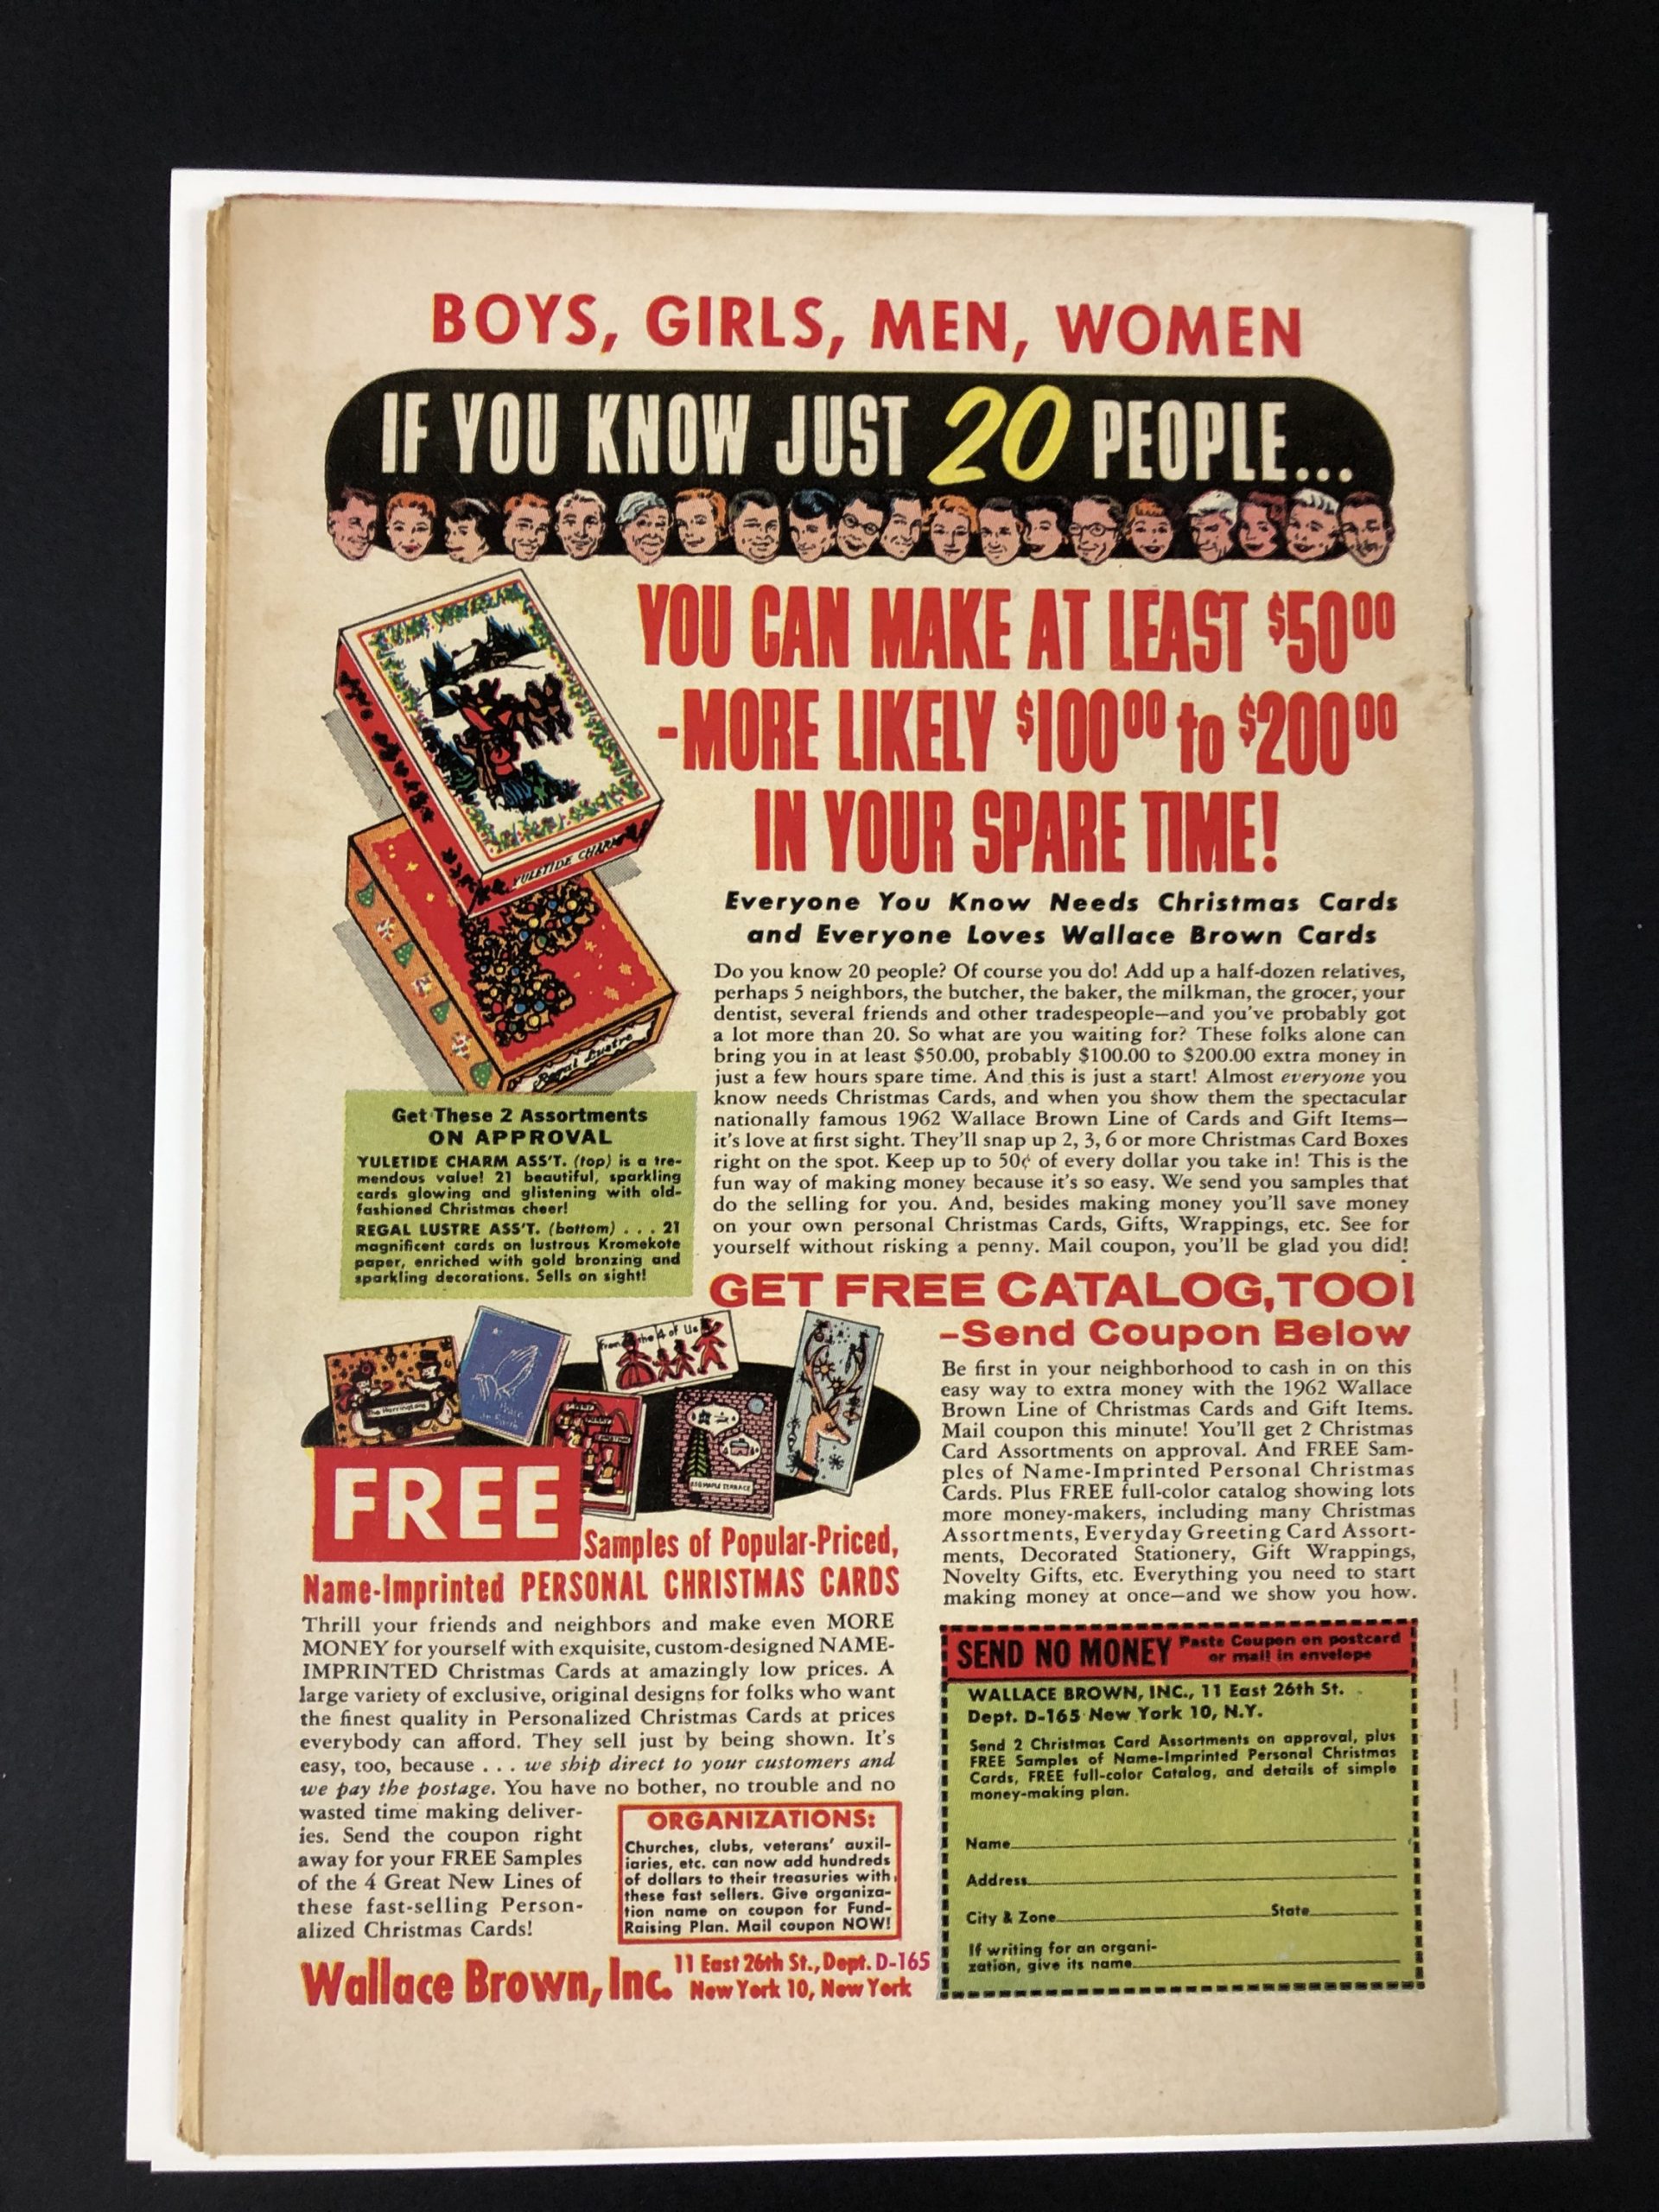 BOYS, GIRLS, MEN, WOMEN
IF YOU KNOW JUST 20 PEOPLE...
YOU CAN MAKE AT LEAST $50.00
-MORE LIKELY $100.00 to $200.00
IN YOUR SPARE TIME!
YULETIDE CHARM
Regal Lustre
Everyone You Know Needs Christmas Cards
and Everyone Loves Wallace Brown Cards
Do you know 20 people? Of course you do! Add up a half-dozen relatives,
perhaps 5 neighbors, the butcher, the baker, the milkman, the grocer, your
dentist, several friends and other tradespeople—and you've probably got
a lot more than 20. So what are you waiting for? These folks alone can
bring you in at least $50.00, probably $100.00 to $200.00 extra money in
just a few hours spare time. And this is just a start! Almost everyone you
know needs Christmas Cards, and when you show them the spectacular
nationally famous 1962 Wallace Brown Line of Cards and Gift Items—
it's love at first sight. They'll snap up 2, 3, 6 or more Christmas Card Boxes
right on the spot. Keep up to 50¢ of every dollar you take in! This is the
fun way of making money because it's so easy. We send you samples that
do the selling for you. And, besides making money you'll save money
on your own personal Christmas Cards, Gifts, Wrappings, etc. See for
yourself without risking a penny. Mail coupon, you'll be glad you did!
Get These 2 Assortments
ON APPROVAL
YULETIDE CHARM ASS'T. (top) is a tre-
mendous value! 21 beautiful, sparkling
cards glowing and glistening with old-
fashioned Christmas cheer!
REGAL LUSTRE ASS'T. (bottom) . . . 21
magnificent cards on lustrous Kromekote
paper, enriched with gold bronzing and
sparkling decorations. Sells on sight!
GET FREE CATALOG, TOO!
–Send Coupon Below
Be first in your neighborhood to cash in on this
easy way to extra money with the 1962 Wallace
Brown Line of Christmas Cards and Gift Items.
Mail coupon this minute! You'll get 2 Christmas
Card Assortments on approval. And FREE Sam-
ples of Name-Imprinted Personal Christmas
Cards. Plus FREE full-color catalog showing lots
more money-makers, including many Christmas
Assortments, Everyday Greeting Card Assort-
ments, Decorated Stationery, Gift Wrappings,
Novelty Gifts, etc. Everything you need to start
making money at once—and we show you how.
The Harringtons
Peace on Earth
From the 4 of Us
MAPLE TERRACE
FREE
Samples of Popular-Priced,
Name-Imprinted PERSONAL CHRISTMAS CARDS
Thrill your friends and neighbors and make even MORE
MONEY for yourself with exquisite, custom-designed NAME-
IMPRINTED Christmas Cards at amazingly low prices. A
large variety of exclusive, original designs for folks who want
the finest quality in Personalized Christmas Cards at prices
everybody can afford. They sell just by being shown. It's
easy, too, because . . . we ship direct to your customers and
we pay the postage. You have no bother, no trouble and no
wasted time making deliver-
ies. Send the coupon right
away for your FREE Samples
of the 4 Great New Lines of
these fast-selling Person-
alized Christmas Cards!
ORGANIZATIONS:
Churches, clubs, veterans' auxil-
iaries, etc. can now add hundreds
of dollars to their treasuries with
these fast sellers. Give organiza-
tion name on coupon for Fund-
Raising Plan. Mail coupon NOW!
Wallace Brown, Inc. 11 East 26th St., Dept. D-165
New York 10, New York
SEND NO MONEY Paste Coupon on postcard
or mail in envelope
WALLACE BROWN, INC., 11 East 26th St.
Dept. D-165 New York 10, N.Y.
Send 2 Christmas Card Assortments on approval, plus
FREE Samples of Name-Imprinted Personal Christmas
Cards, FREE full-color Catalog, and details of simple
money-making plan.
Name
Address
City & Zone State
If writing for an organi-
zation, give its name